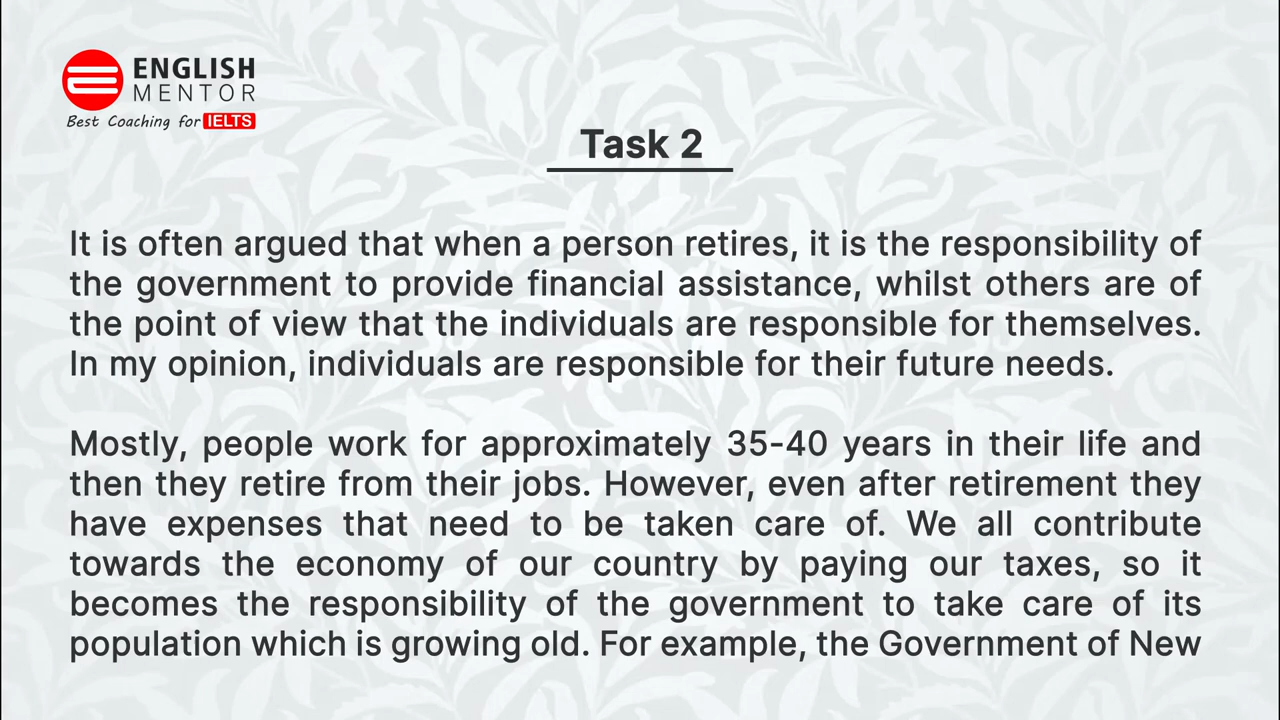 ENGLISH
MENTOR
Best Coaching for IELTS
Task 2
It is often argued that when a person retires, it is the responsibility of
the government to provide financial assistance, whilst others are of
the point of view that the individuals are responsible for themselves.
In my opinion, individuals are responsible for their future needs.
Mostly, people work for approximately 35-40 years in their life and
then they retire from their jobs. However, even after retirement they
have expenses that need to be taken care of. We all contribute
towards the economy of our country by paying our taxes, so it
becomes the responsibility of the government to take care of its
population which is growing old. For example, the Government of New